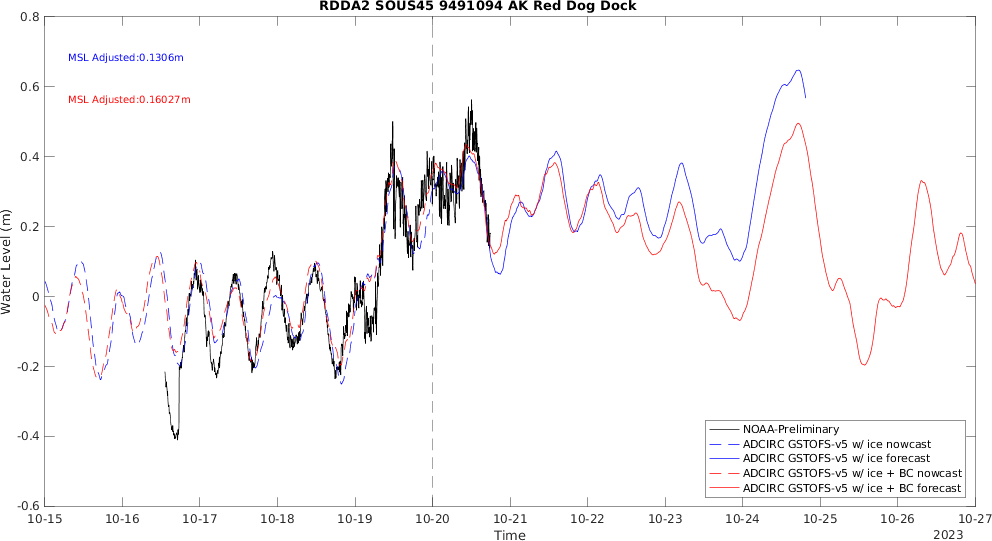 RDDA2 SOUS45 9491094 AK Red Dog Dock
MSL Adjusted:0.1306m
MSL Adjusted:0.16027m
Water Level (m)
0.8
0.6
0.4
0.2
0
-0.2
-0.4
-0.6
NOAA-Preliminary
ADCIRC GSTOFS-v5 w/ ice nowcast
ADCIRC GSTOFS-v5 w/ ice forecast
ADCIRC GSTOFS-v5 w/ ice + BC nowcast
ADCIRC GSTOFS-v5 w/ ice + BC forecast
10-15 10-16 10-17 10-18 10-19 10-20 10-21 10-22 10-23 10-24 10-25 10-26 10-27
Time
2023